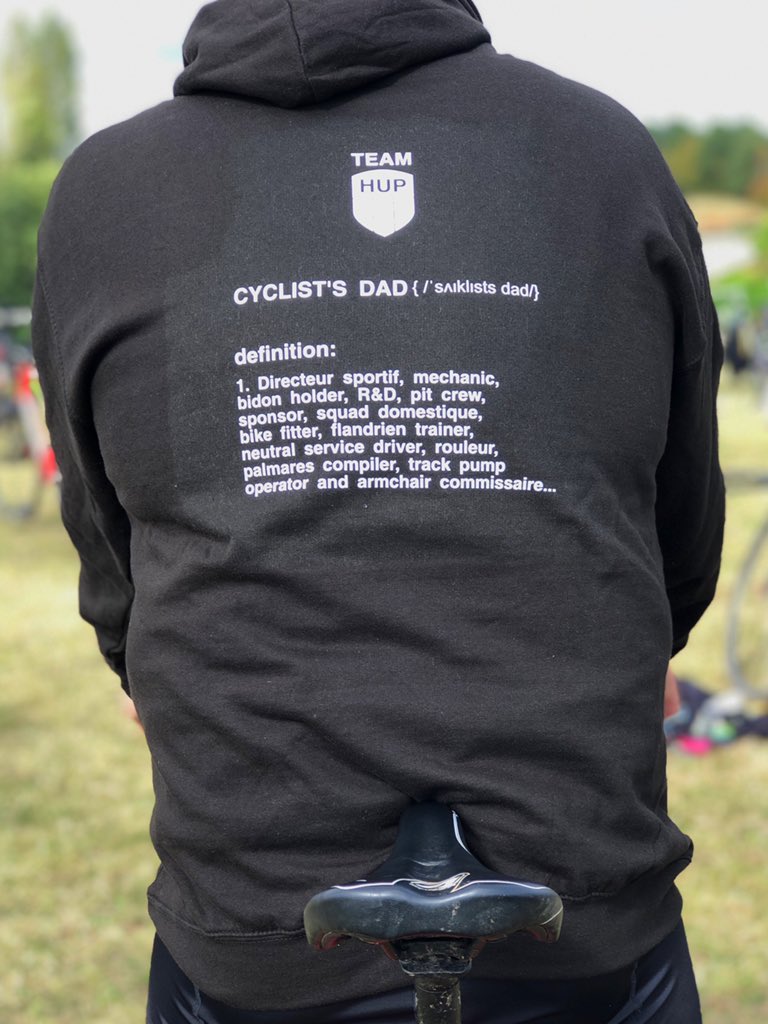 TEAM
HUP
CYCLIST'S DAD { /ˈsʌɪklɪsts dad/}
definition:
1. Directeur sportif, mechanic,
bidon holder, R&D, pit crew,
sponsor, squad domestique,
bike fitter, flandrien trainer,
neutral service driver, rouleur,
palmares compiler, track pump
operator and armchair commissaire...